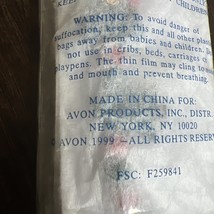 WARNING: To avoid danger of
suffocation, keep this and all other plastic
bags away from babies and children. Do
not use in cribs, beds, carriages or
playpens. The thin film may cling to nose
and mouth and prevent breathing.
MADE IN CHINA FOR:
AVON PRODUCTS, INC., DISTR.
NEW YORK, NY 10020
© AVON 1999 – ALL RIGHTS RESER
FSC: F259841